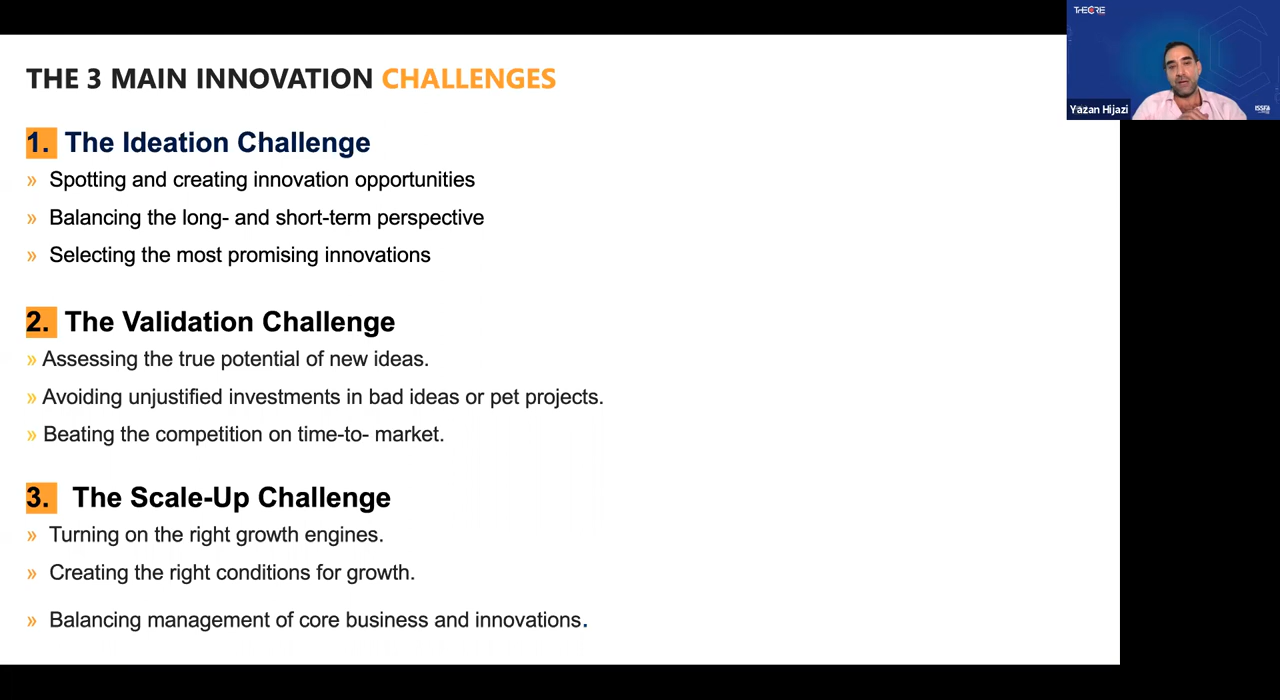 THECRE
Yazan Hijazi
ISSFA
THE 3 MAIN INNOVATION CHALLENGES
1. The Ideation Challenge
» Spotting and creating innovation opportunities
» Balancing the long- and short-term perspective
» Selecting the most promising innovations
2. The Validation Challenge
» Assessing the true potential of new ideas.
» Avoiding unjustified investments in bad ideas or pet projects.
» Beating the competition on time-to- market.
3. The Scale-Up Challenge
» Turning on the right growth engines.
» Creating the right conditions for growth.
» Balancing management of core business and innovations.